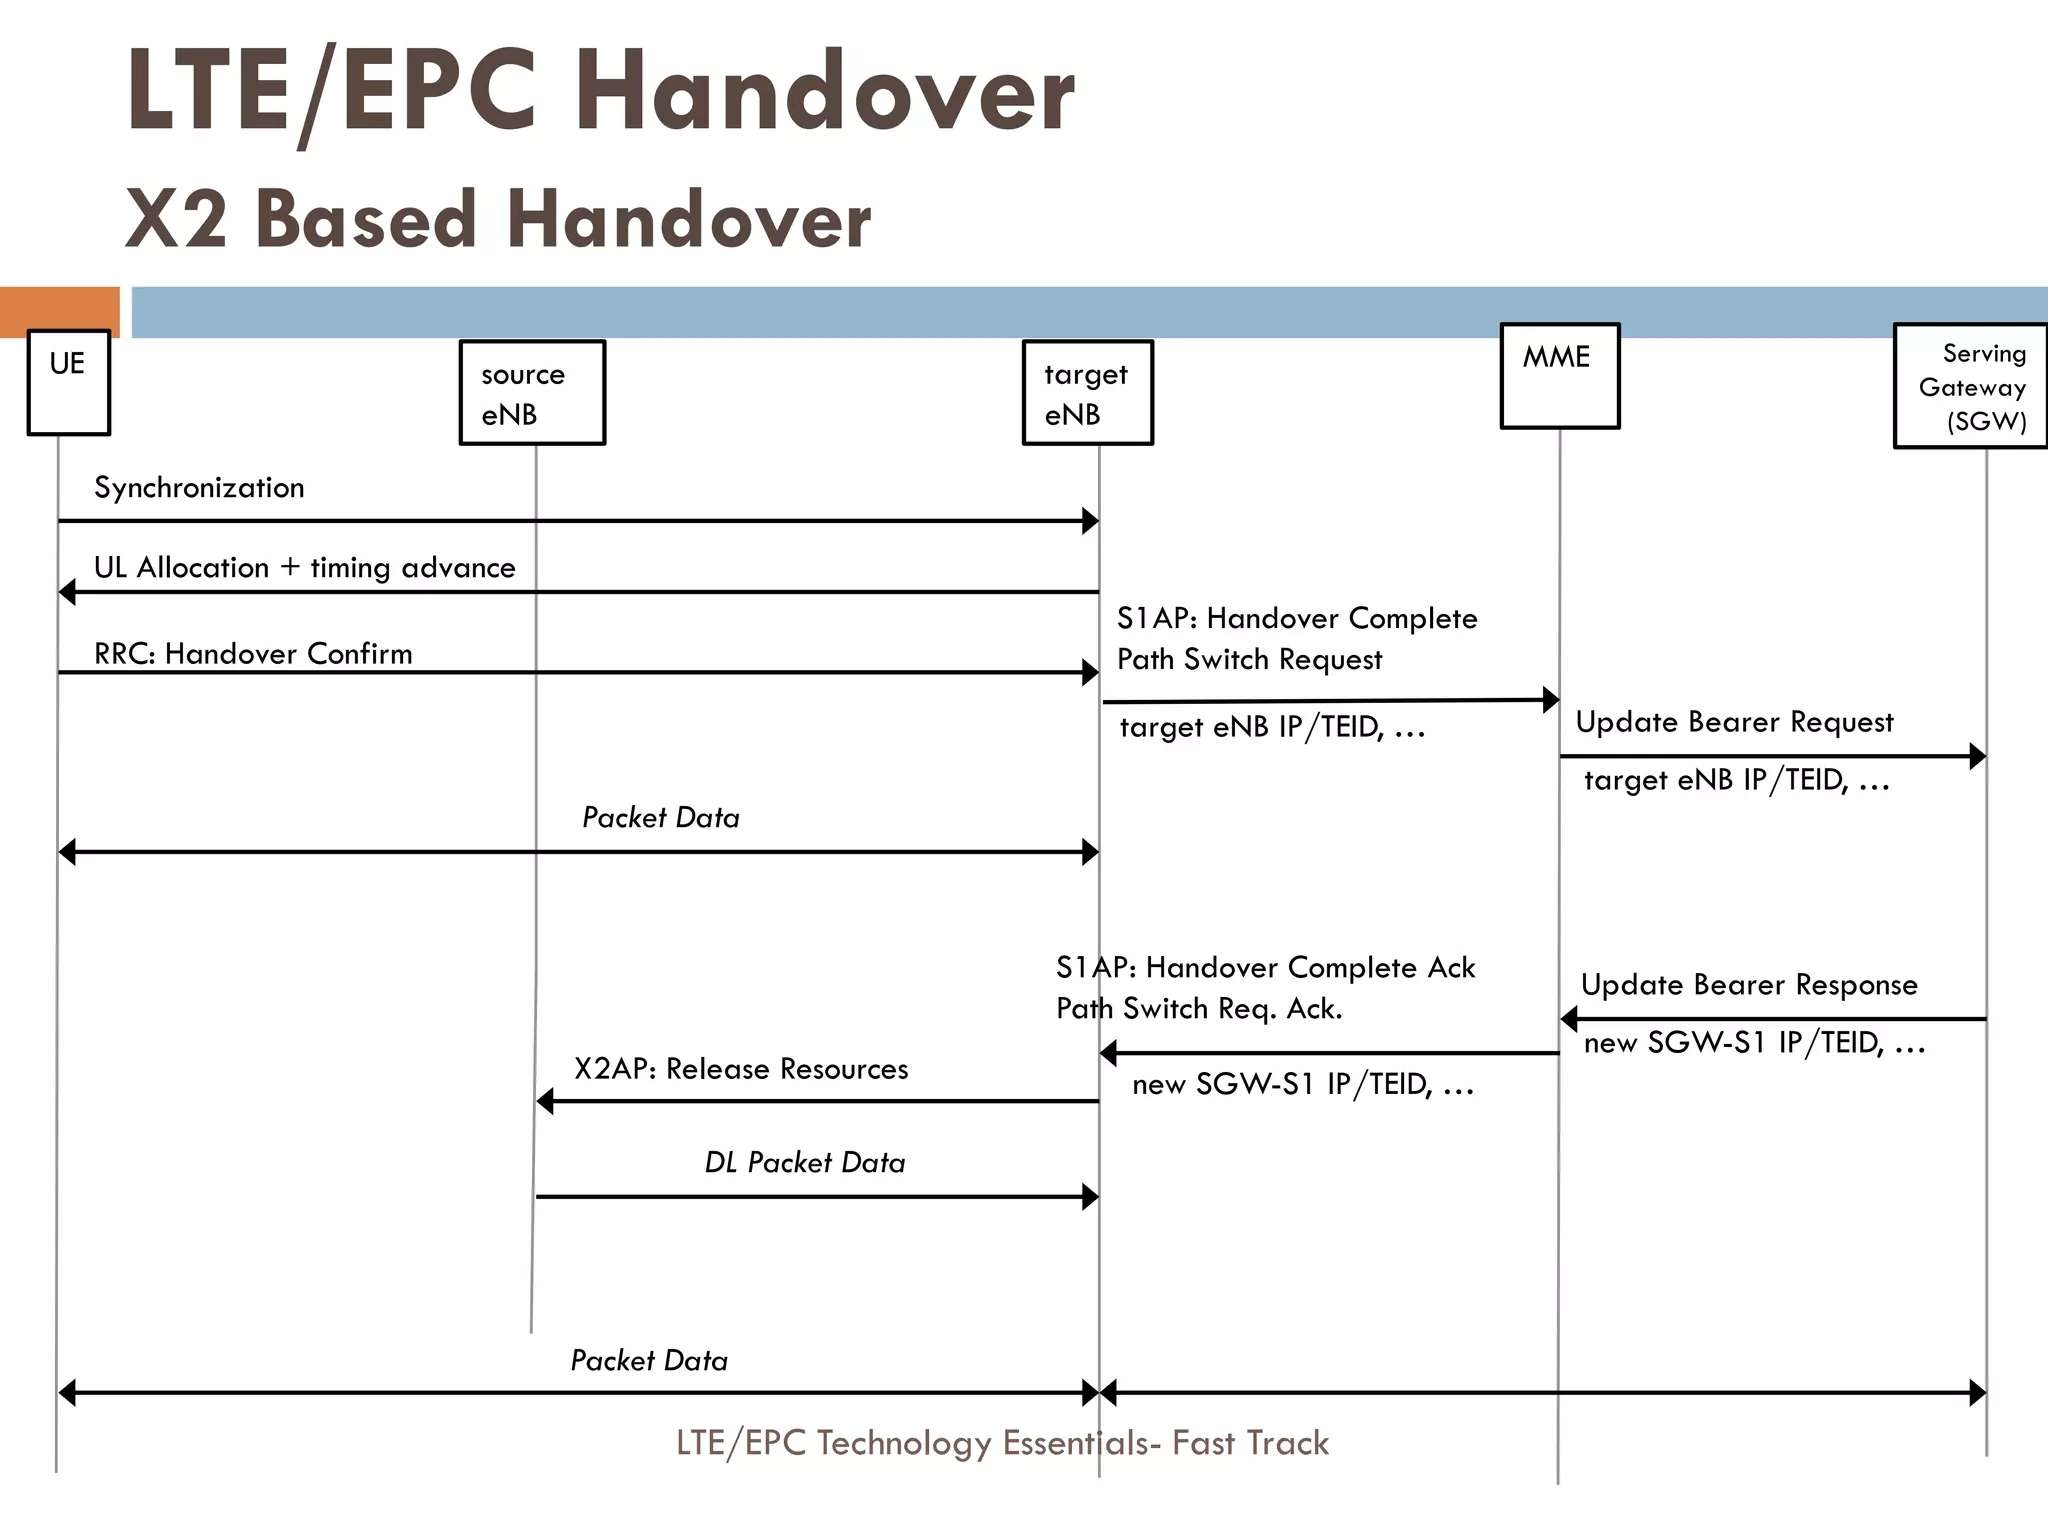 LTE/EPC Handover
X2 Based Handover
UE
source
eNB
target
eNB
MME
Serving
Gateway
(SGW)
Synchronization
UL Allocation + timing advance
S1AP: Handover Complete
RRC: Handover Confirm
Path Switch Request
target eNB IP/TEID, ...
Update Bearer Request
target eNB IP/TEID, ...
Packet Data
S1AP: Handover Complete Ack
Path Switch Req. Ack.
Update Bearer Response
new SGW-S1 IP/TEID, ...
X2AP: Release Resources
new SGW-S1 IP/TEID, ...
DL Packet Data
Packet Data
LTE/EPC Technology Essentials- Fast Track